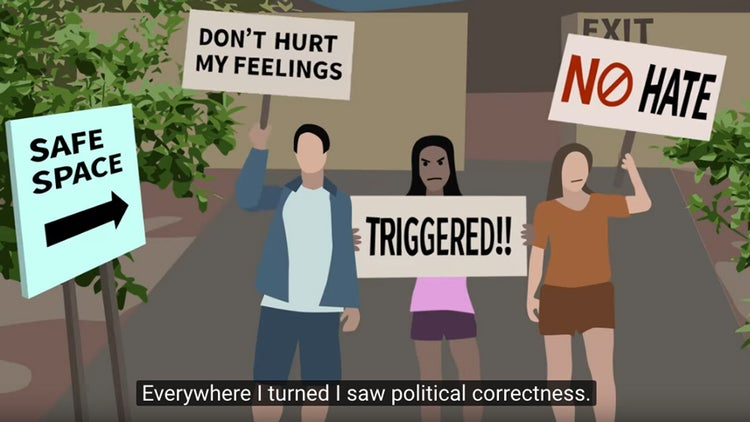 DON'T HURT
MY FEELINGS
EXIT
NO HATE
SAFE
SPACE
TRIGGERED!!
Everywhere I turned I saw political correctness.